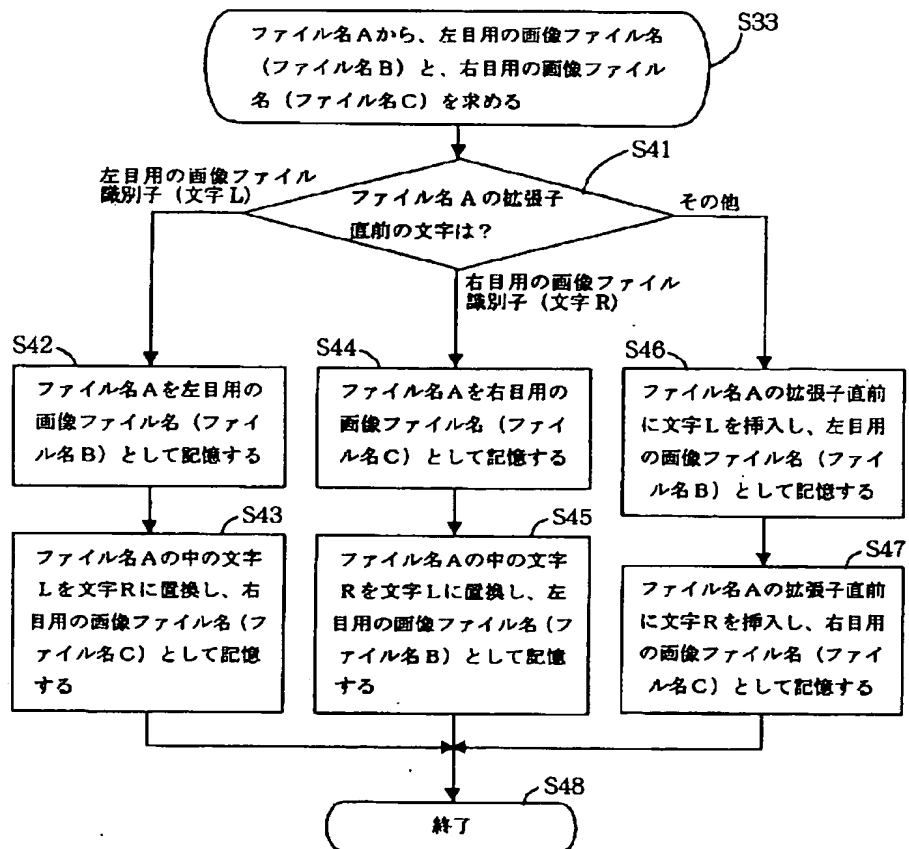 S33
ファイル名Aから、左目用の画像ファイル名
（ファイル名B）と、右目用の画像ファイル
名（ファイル名C）を求める
S41
ファイル名Aの拡張子
直前の文字は？
左目用の画像ファイル
識別子（文字L）
右目用の画像ファイル
識別子（文字R）
その他
S42
ファイル名Aを左目用の
画像ファイル名（ファイ
ル名B）として記憶する
S43
ファイル名Aの中の文字
Lを文字Rに置換し、右
目用の画像ファイル名（フ
ァイル名C）として記憶
する
S44
ファイル名Aを右目用の
画像ファイル名（ファイ
ル名C）として記憶する
S45
ファイル名Aの中の文字
Rを文字Lに置換し、左
目用の画像ファイル名（フ
ァイル名B）として記憶
する
S46
ファイル名Aの拡張子直前
に文字Lを挿入し、左目用
の画像ファイル名（ファイ
ル名B）として記憶する
S47
ファイル名Aの拡張子直前
に文字Rを挿入し、右目用
の画像ファイル名（ファイ
ル名C）として記憶する
S48
終了